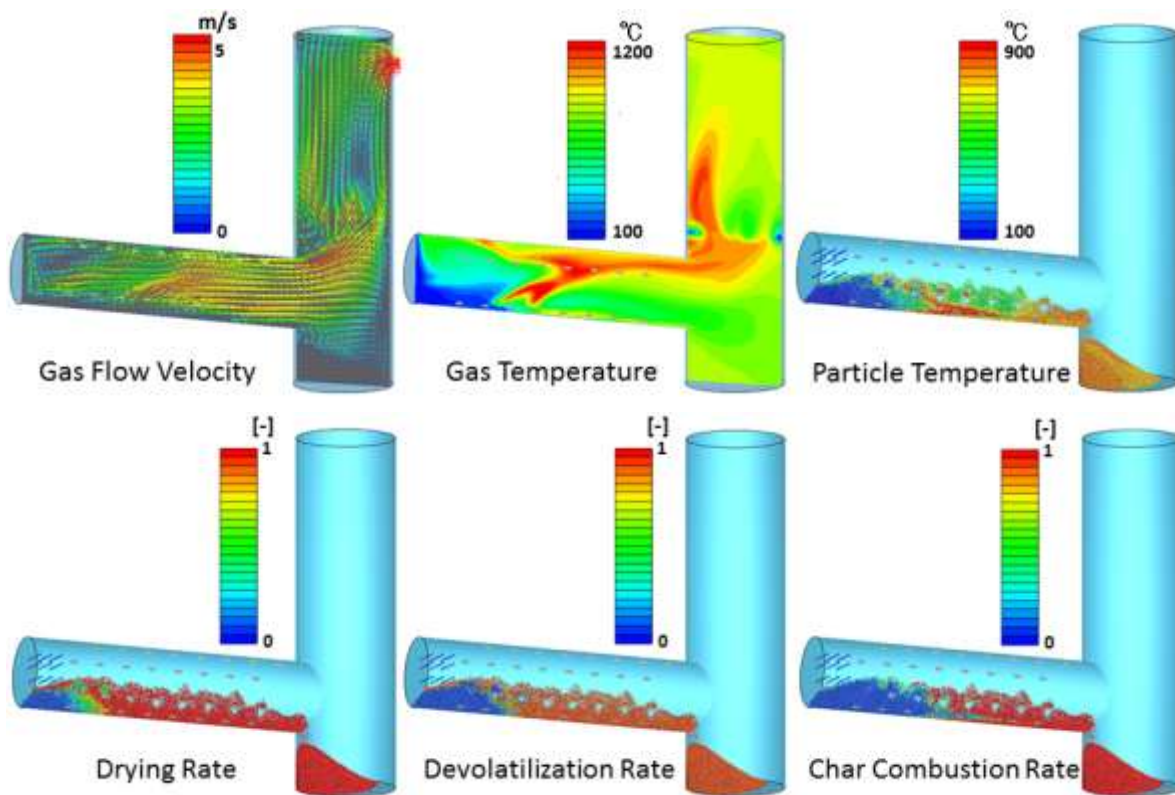 m/s
5
0
Gas Flow Velocity
℃
1200
100
Gas Temperature
℃
900
100
Particle Temperature
[-]
1
0
Drying Rate
[-]
1
0
Devolatilization Rate
[-]
1
0
Char Combustion Rate